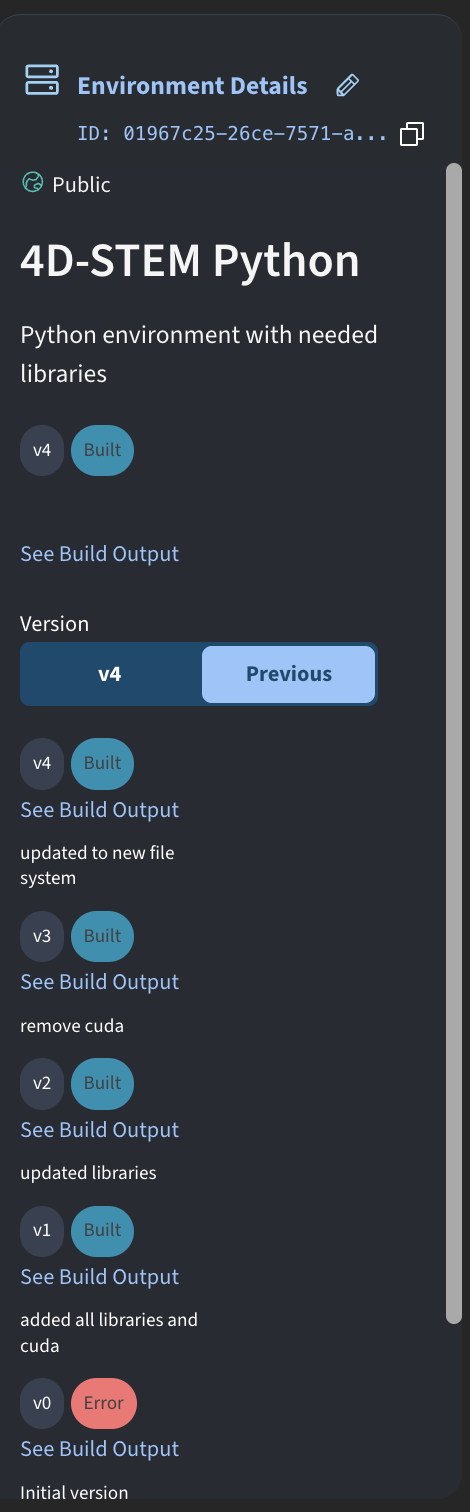 Environment Details
ID: 01967c25-26ce-7571-a...
Public
4D-STEM Python
Python environment with needed
libraries
v4 Built
See Build Output
Version
v4 Previous
v4 Built
See Build Output
updated to new file
system
v3 Built
See Build Output
remove cuda
v2 Built
See Build Output
updated libraries
v1 Built
See Build Output
added all libraries and
cuda
v0 Error
See Build Output
Initial version